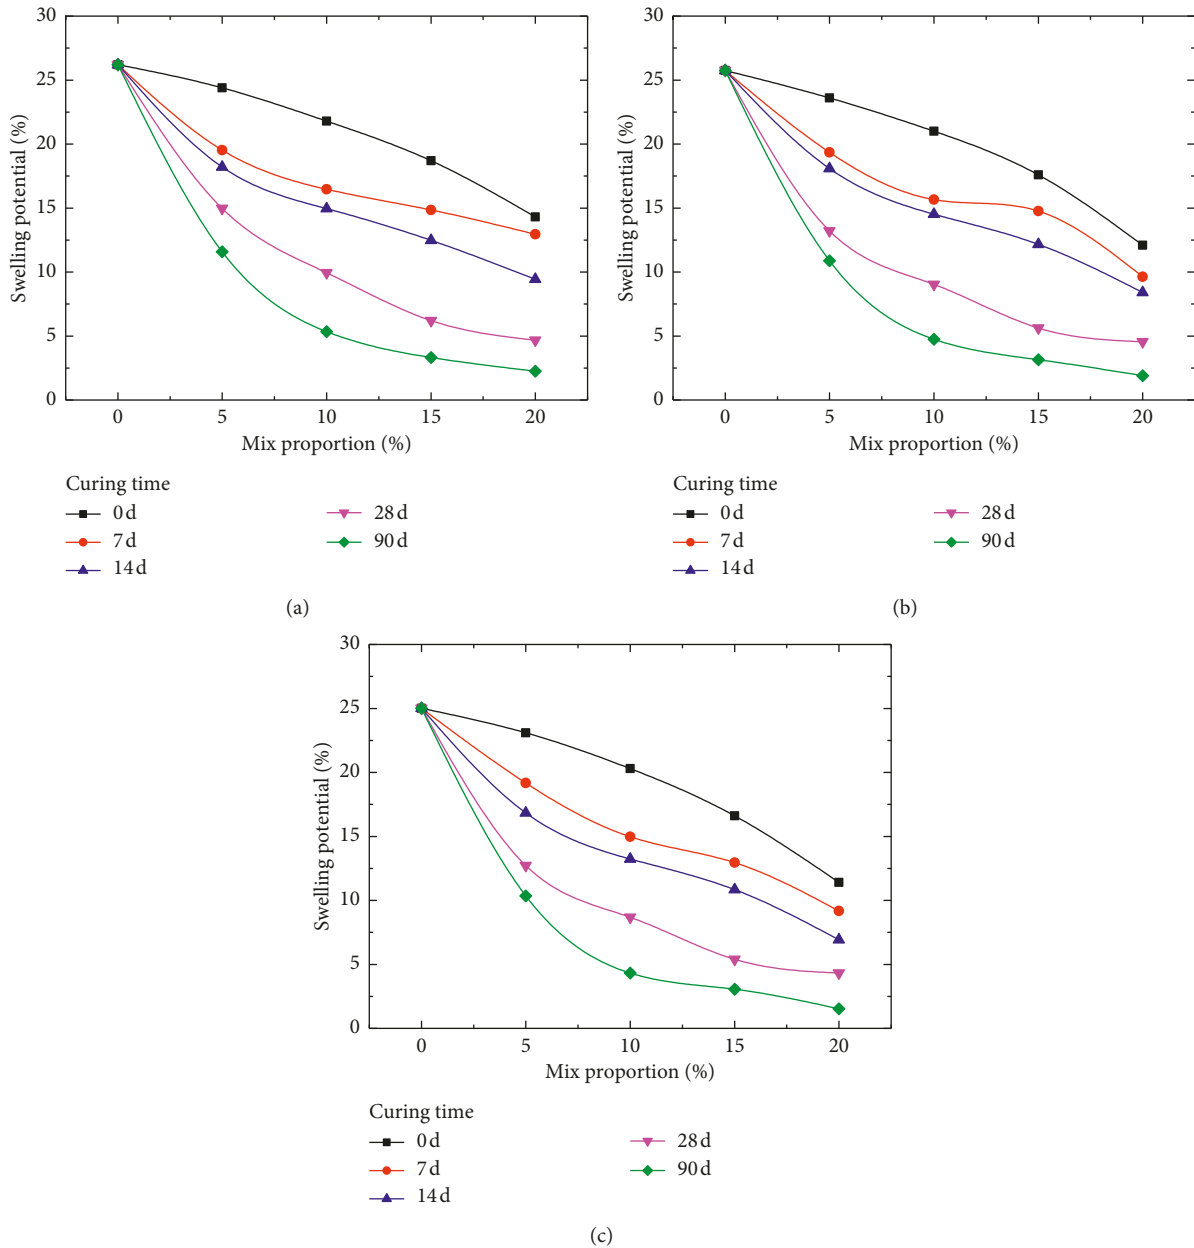 30
25
20
15
10
5
0
Swelling potential (%)
0 5 10 15 20
Mix proportion (%)
Curing time
0 d
7 d
14 d
28 d
90 d
(a)
30
25
20
15
10
5
0
Swelling potential (%)
0 5 10 15 20
Mix proportion (%)
Curing time
0 d
7 d
14 d
28 d
90 d
(b)
30
25
20
15
10
5
0
Swelling potential (%)
0 5 10 15 20
Mix proportion (%)
Curing time
0 d
7 d
14 d
28 d
90 d
(c)